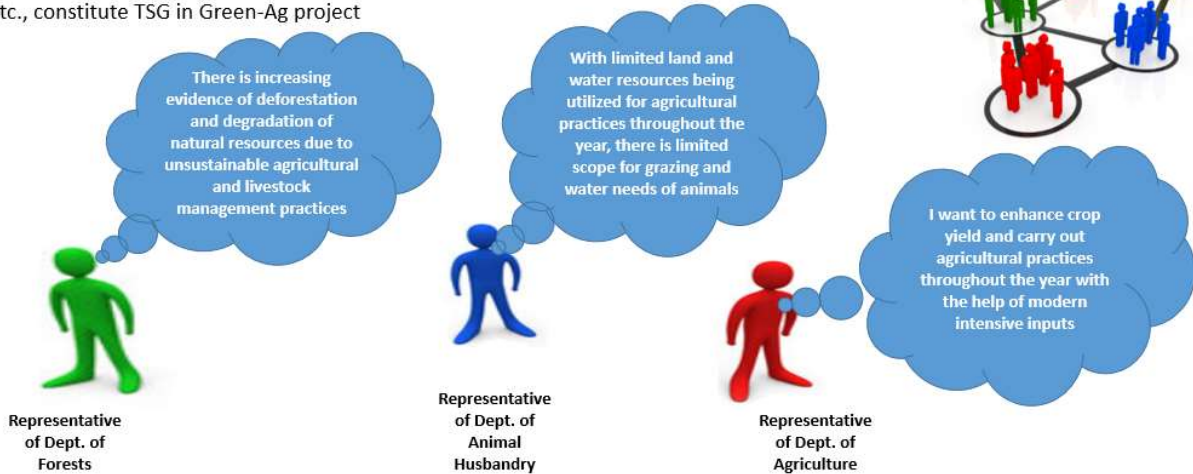 tc., constitute TSG in Green-Ag project
There is increasing
evidence of deforestation
and degradation of
natural resources due to
unsustainable agricultural
and livestock
management practices
With limited land and
water resources being
utilized for agricultural
practices throughout the
year, there is limited
scope for grazing and
water needs of animals
I want to enhance crop
yield and carry out
agricultural practices
throughout the year with
the help of modern
intensive inputs
Representative
of Dept. of
Forests
Representative
of Dept. of
Animal
Husbandry
Representative
of Dept. of
Agriculture